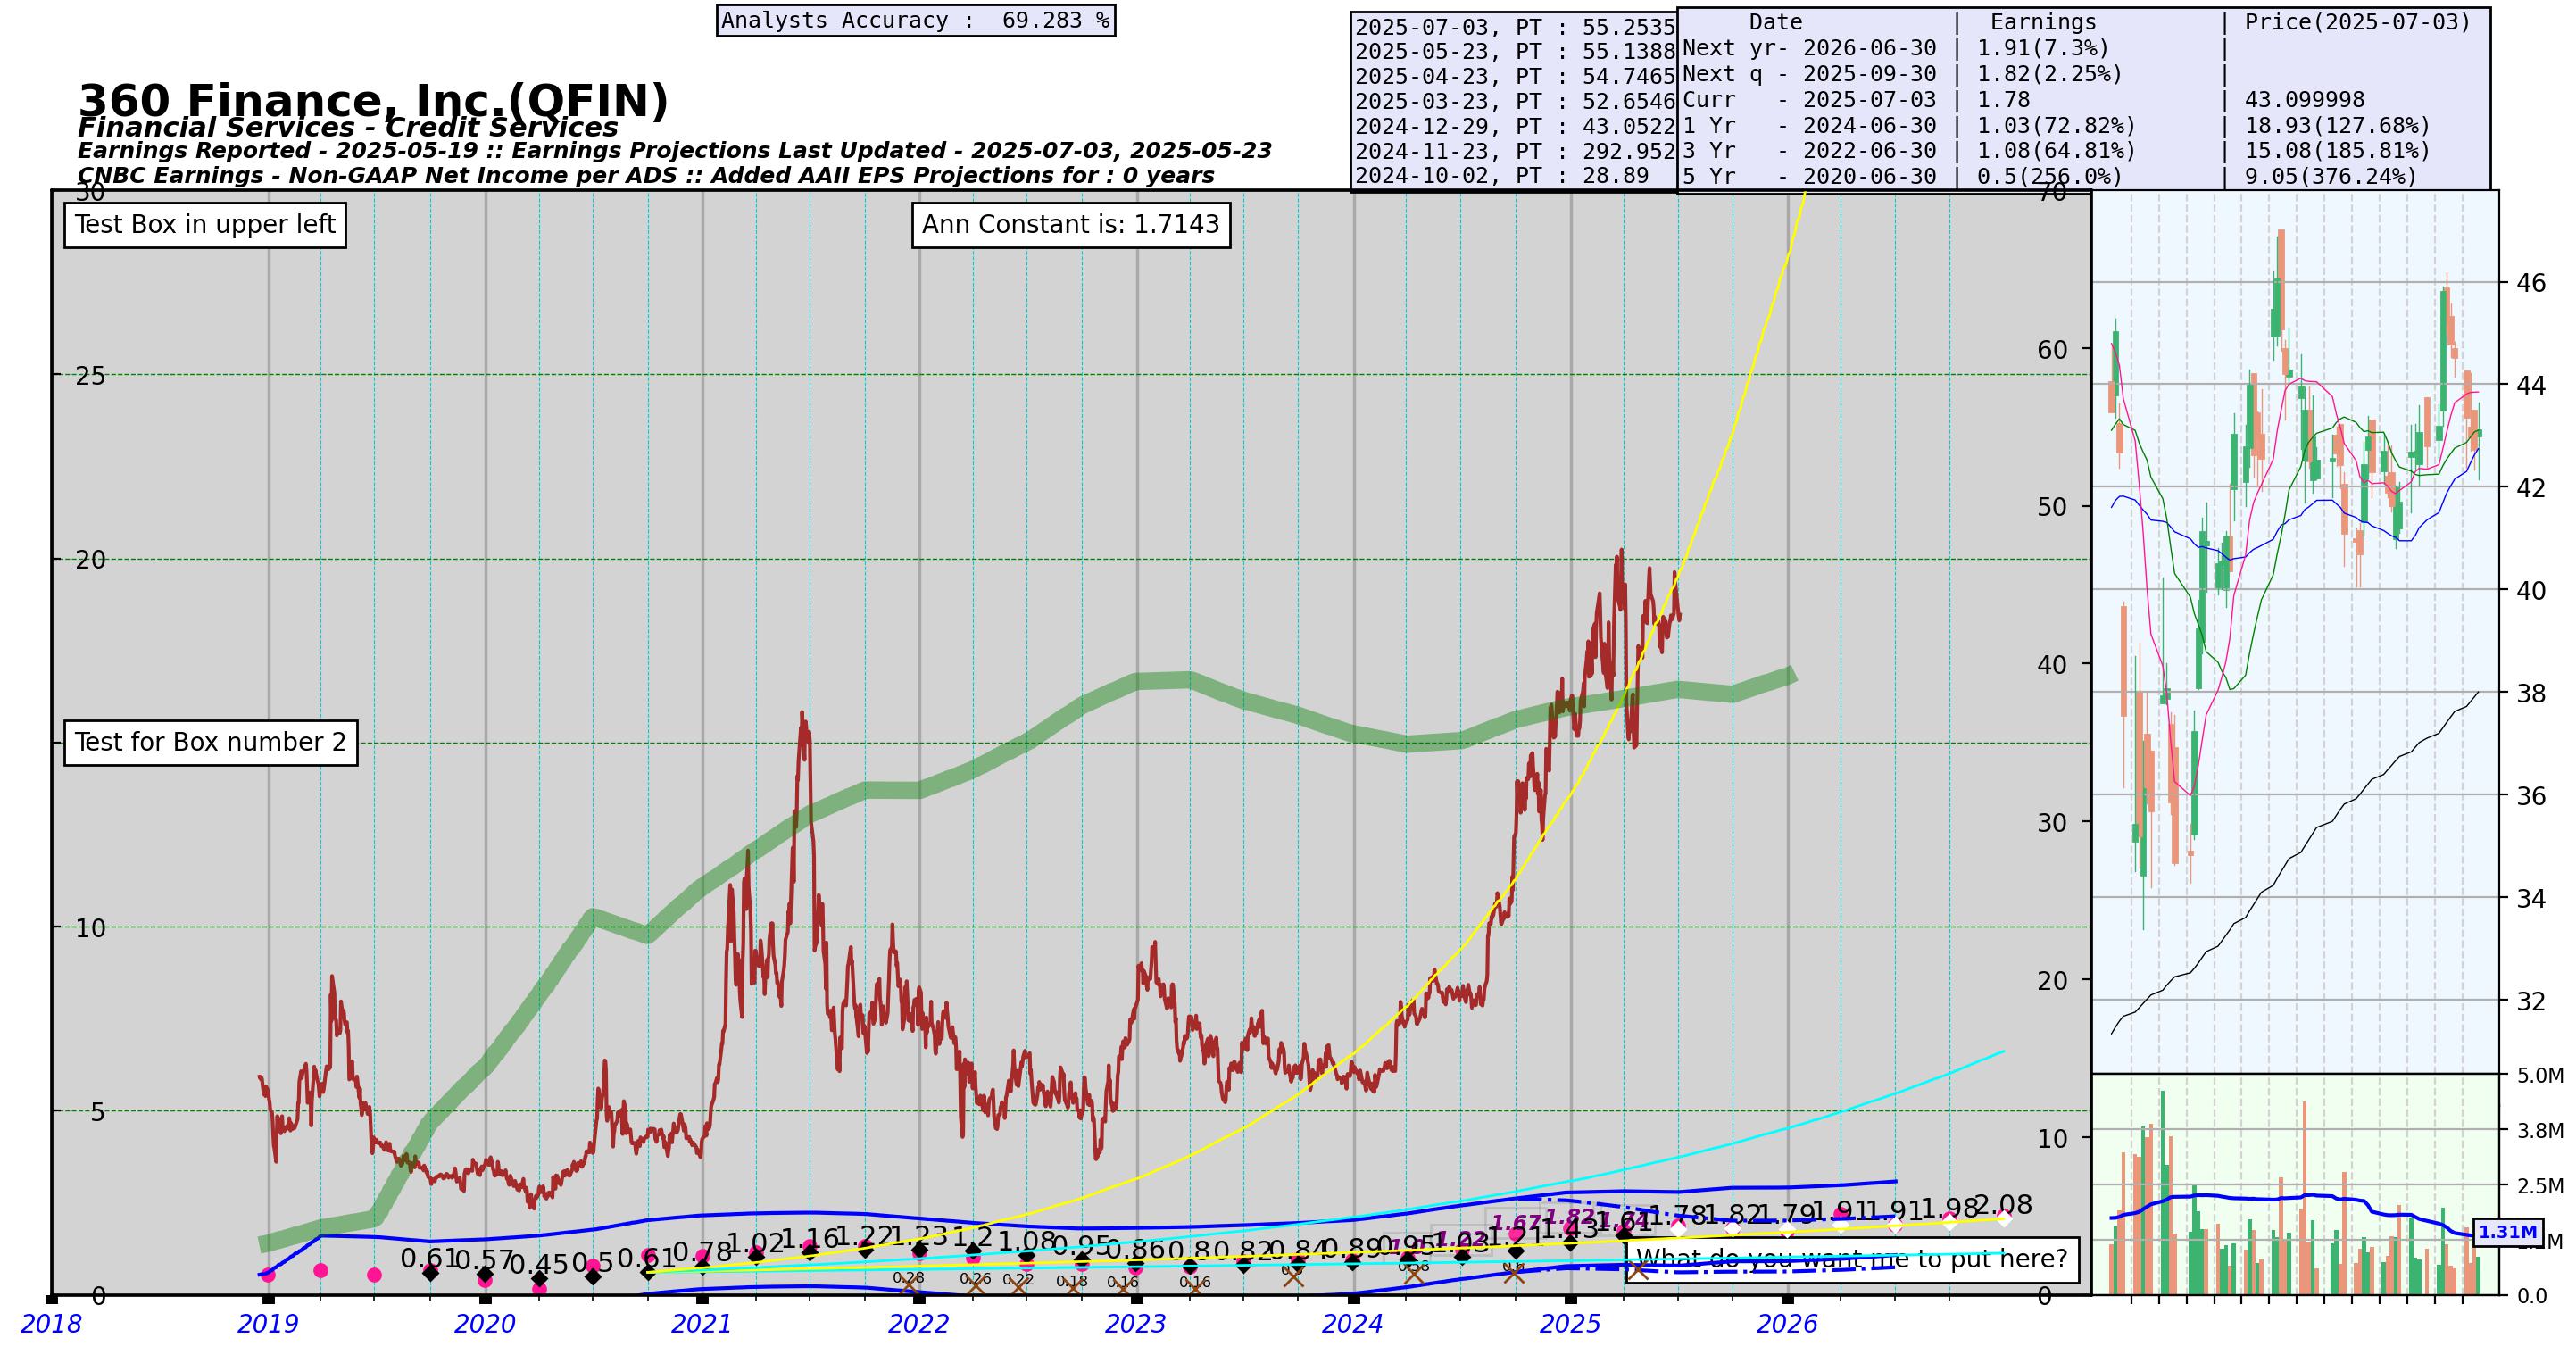 Analysts Accuracy :  69.283 %
2025-07-03, PT : 55.2535
2025-05-23, PT : 55.1388
2025-04-23, PT : 54.7465
2025-03-23, PT : 52.6546
2024-12-29, PT : 43.0522
2024-11-23, PT : 292.952
2024-10-02, PT : 28.89
Date | Earnings | Price(2025-07-03)
Next yr- 2026-06-30 | 1.91(7.3%) |
Next q - 2025-09-30 | 1.82(2.25%) |
Curr - 2025-07-03 | 1.78 | 43.099998
1 Yr - 2024-06-30 | 1.03(72.82%) | 18.93(127.68%)
3 Yr - 2022-06-30 | 1.08(64.81%) | 15.08(185.81%)
5 Yr - 2020-06-30 | 0.5(256.0%) | 9.05(376.24%)
360 Finance, Inc.(QFIN)
Financial Services - Credit Services
Earnings Reported - 2025-05-19 :: Earnings Projections Last Updated - 2025-07-03, 2025-05-23
CNBC Earnings - Non-GAAP Net Income per ADS :: Added AAII EPS Projections for : 0 years
Test Box in upper left
Ann Constant is: 1.7143
Test for Box number 2
What do you want me to put here?
30
25
20
10
5
0
70
60
50
40
30
20
10
0
46
44
42
40
38
36
34
32
5.0M
3.8M
2.5M
1.31M
0.0
0.61 0.57 0.45 0.5 0.61 0.78 1.02 1.16 1.22 1.23 1.2 1.08 0.95 0.86 0.8 0.82 0.84 0.89 0.95 1.43 1.61 1.78 1.82 1.79 1.91 1.91 1.98 2.08
1.22 1.67 1.82
0.28 0.26 0.22 0.18 0.16 0.16
2018 2019 2020 2021 2022 2023 2024 2025 2026